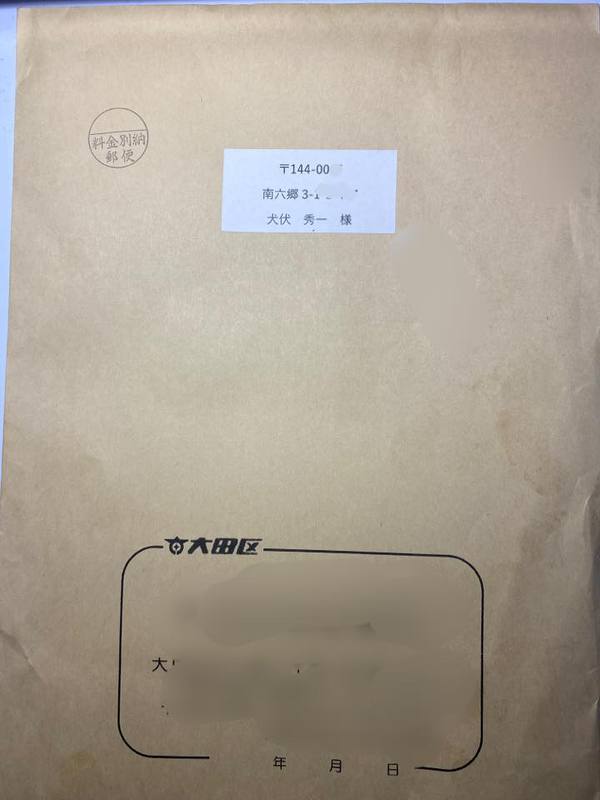 料金別納
郵便
〒144-00
南六郷 3-1
犬伏 秀一 様
大田区
大
年 月 日